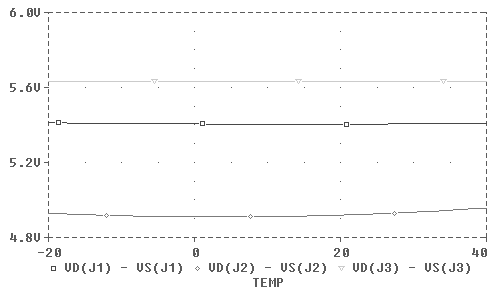 6.0V
5.6V
5.2V
4.8V
-20 0 20 40
VD(J1) - VS(J1) VD(J2) - VS(J2) VD(J3) - VS(J3)
TEMP